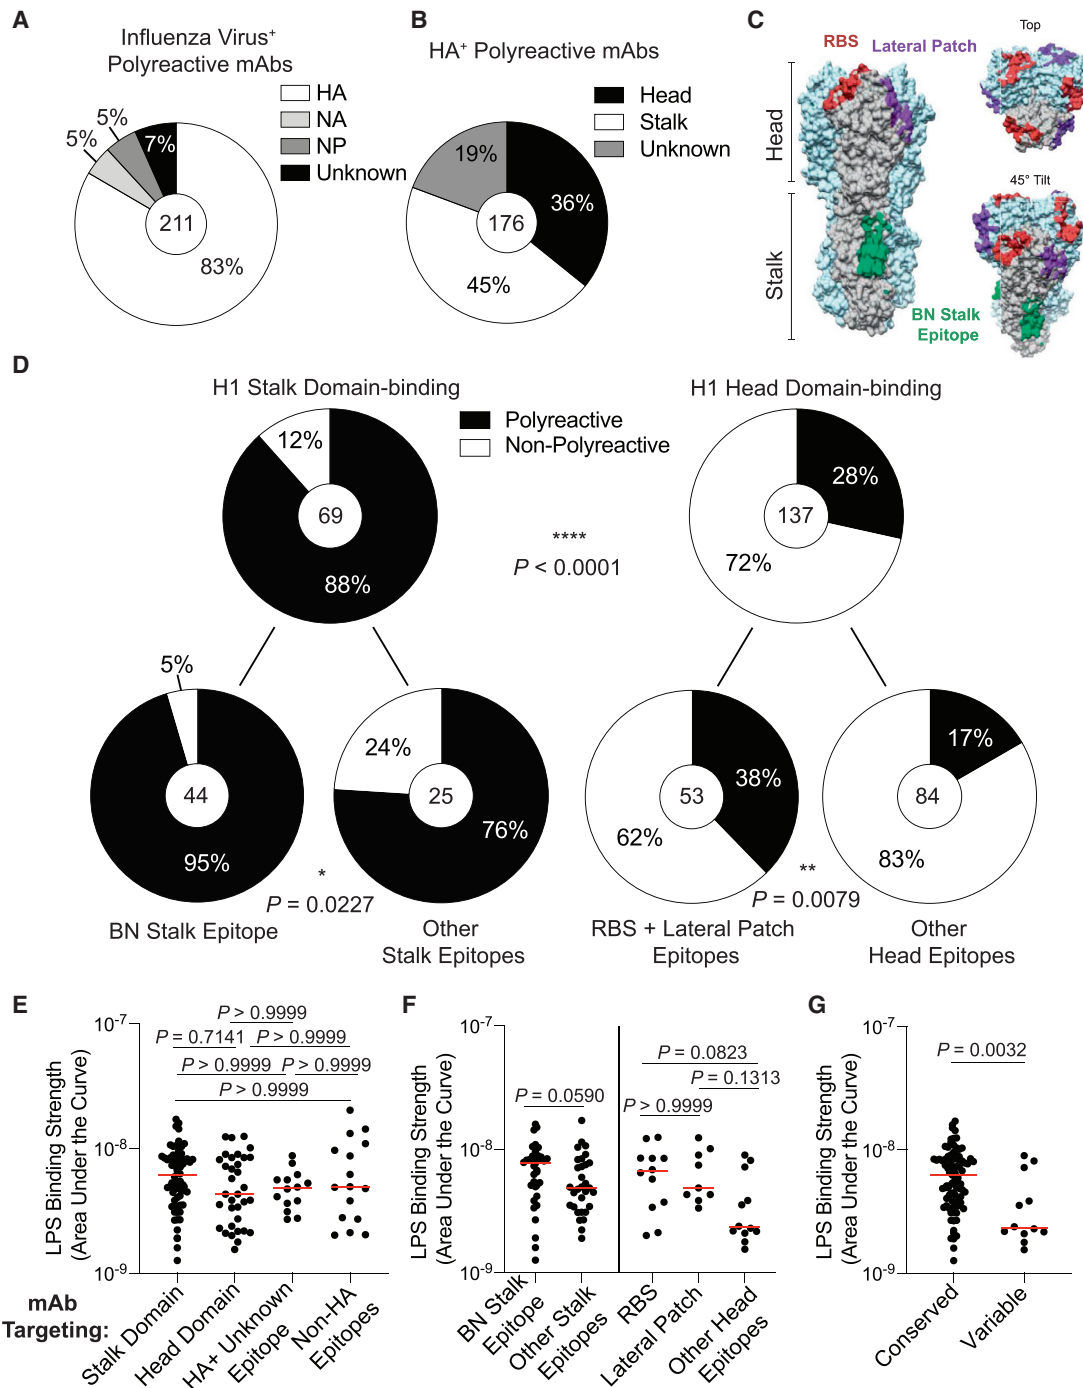 A
Influenza Virus+
Polyreactive mAbs
HA
NA
NP
Unknown
5%
5%
7%
211
83%
B
HA+ Polyreactive mAbs
Head
Stalk
Unknown
19%
36%
176
45%
C
RBS
Lateral Patch
Top
Head
45° Tilt
Stalk
BN Stalk
Epitope
D
H1 Stalk Domain-binding
H1 Head Domain-binding
Polyreactive
Non-Polyreactive
12%
69
88%
28%
137
72%
****
P < 0.0001
5%
44
95%
24%
25
76%
*
P = 0.0227
BN Stalk Epitope
Other
Stalk Epitopes
38%
53
62%
17%
84
83%
**
P = 0.0079
RBS + Lateral Patch
Epitopes
Other
Head Epitopes
E
LPS Binding Strength
(Area Under the Curve)
10-7
10-8
10-9
P > 0.9999
P = 0.7141
P > 0.9999
P > 0.9999
P > 0.9999
P > 0.9999
mAb
Targeting:
Stalk Domain
Head Domain
HA+ Unknown
Epitope
Non-HA
Epitopes
F
LPS Binding Strength
(Area Under the Curve)
10-7
10-8
10-9
P = 0.0590
P = 0.0823
P = 0.1313
P > 0.9999
BN Stalk
Epitope
Other Stalk
Epitopes
RBS
Lateral Patch
Other Head
Epitopes
G
LPS Binding Strength
(Area Under the Curve)
10-7
10-8
10-9
P = 0.0032
Conserved
Variable